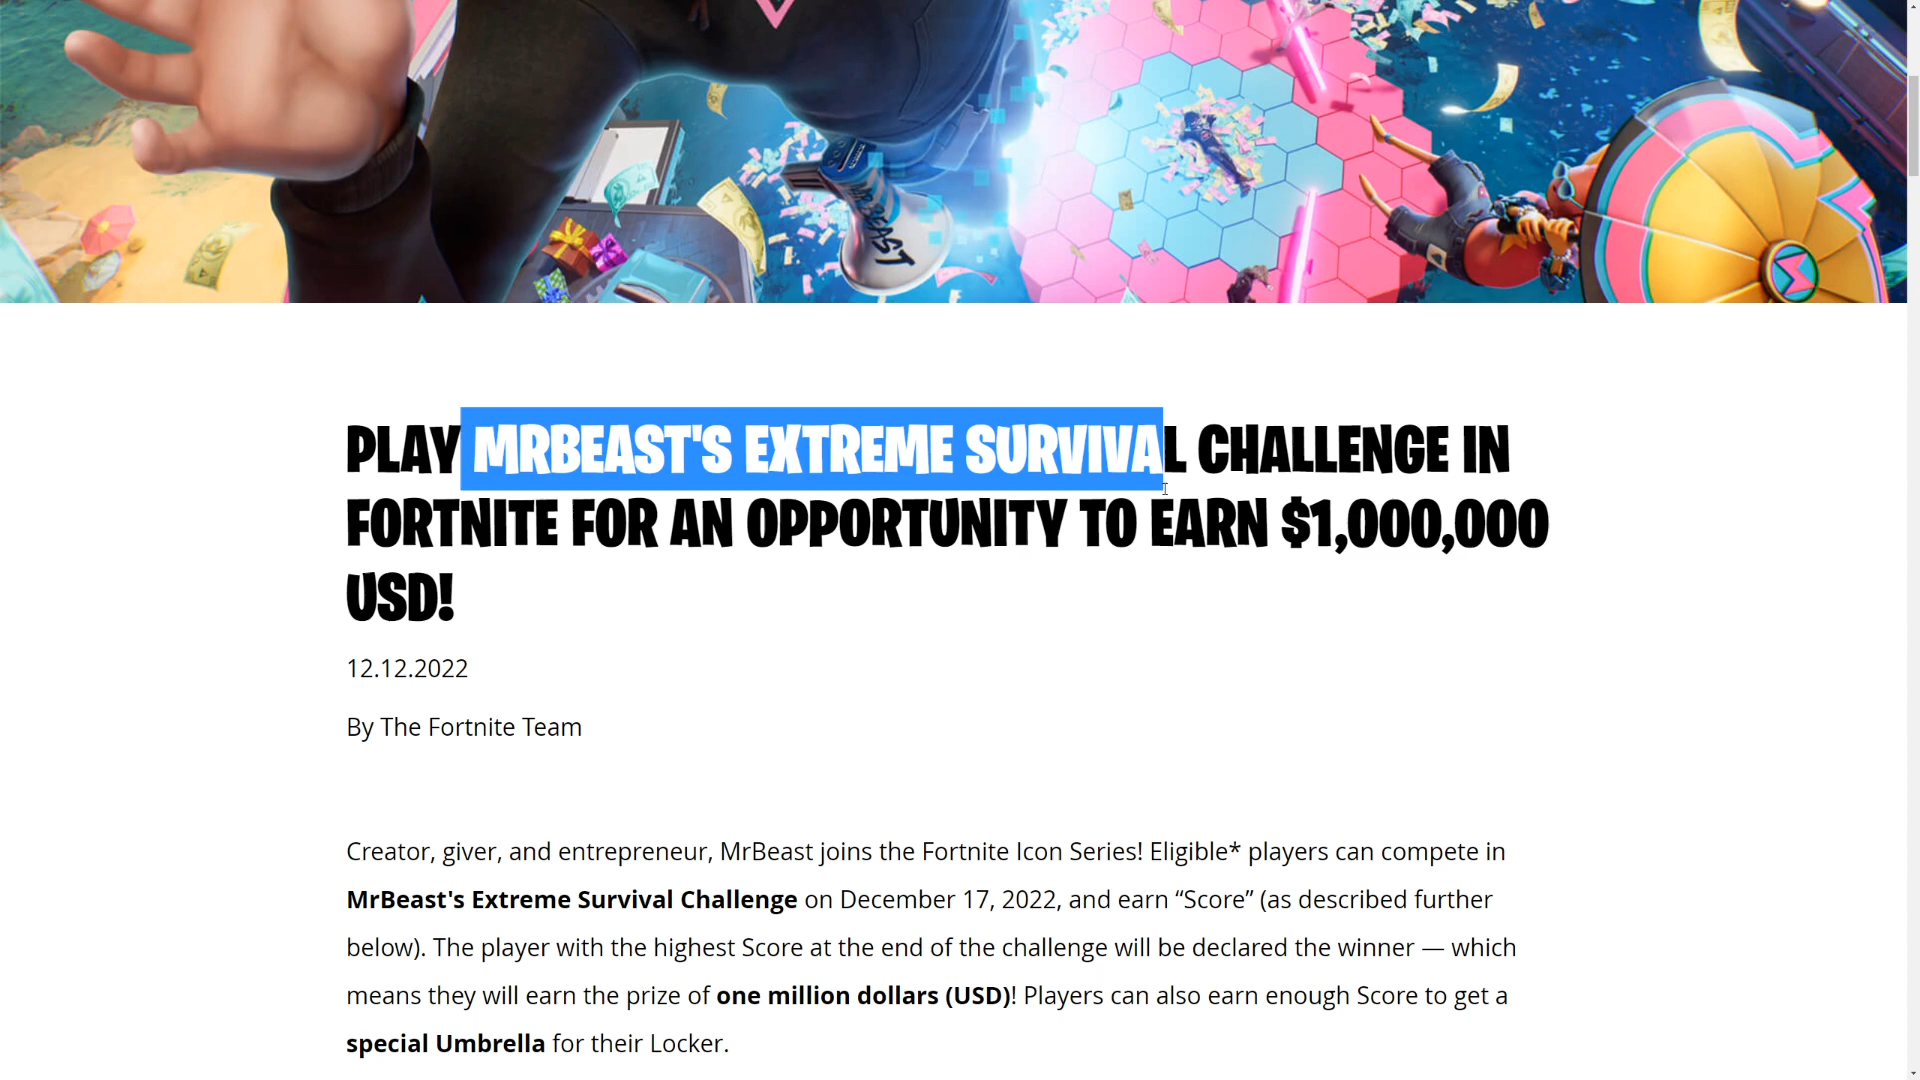 MR BEAST
PLAY MRBEAST'S EXTREME SURVIVAL CHALLENGE IN
FORTNITE FOR AN OPPORTUNITY TO EARN $1,000,000
USD!
12.12.2022
By The Fortnite Team
Creator, giver, and entrepreneur, MrBeast joins the Fortnite Icon Series! Eligible* players can compete in
MrBeast's Extreme Survival Challenge on December 17, 2022, and earn “Score” (as described further
below). The player with the highest Score at the end of the challenge will be declared the winner — which
means they will earn the prize of one million dollars (USD)! Players can also earn enough Score to get a
special Umbrella for their Locker.